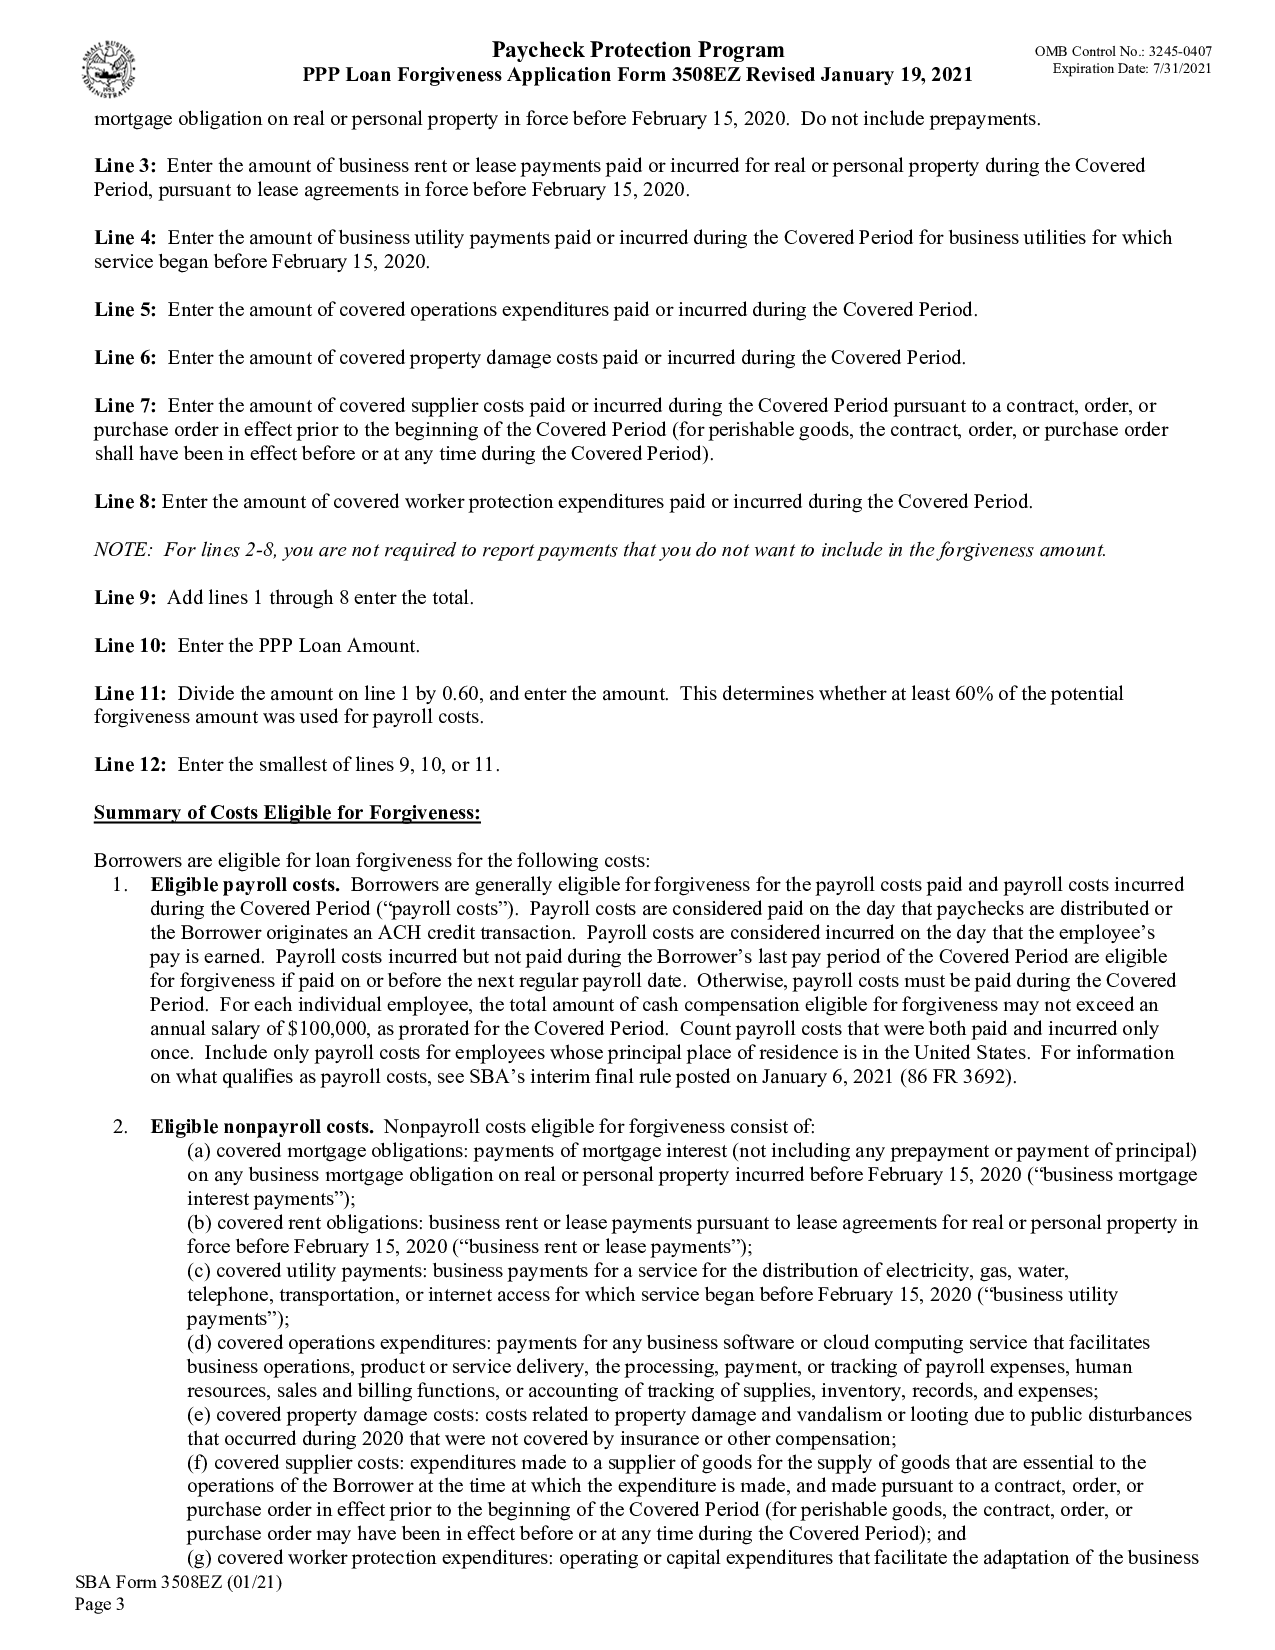 SMALL BUSINESS ADMINISTRATION
1953
Paycheck Protection Program
PPP Loan Forgiveness Application Form 3508EZ Revised January 19, 2021
OMB Control No.: 3245-0407
Expiration Date: 7/31/2021
mortgage obligation on real or personal property in force before February 15, 2020. Do not include prepayments.
Line 3: Enter the amount of business rent or lease payments paid or incurred for real or personal property during the Covered
Period, pursuant to lease agreements in force before February 15, 2020.
Line 4: Enter the amount of business utility payments paid or incurred during the Covered Period for business utilities for which
service began before February 15, 2020.
Line 5: Enter the amount of covered operations expenditures paid or incurred during the Covered Period.
Line 6: Enter the amount of covered property damage costs paid or incurred during the Covered Period.
Line 7: Enter the amount of covered supplier costs paid or incurred during the Covered Period pursuant to a contract, order, or
purchase order in effect prior to the beginning of the Covered Period (for perishable goods, the contract, order, or purchase order
shall have been in effect before or at any time during the Covered Period).
Line 8: Enter the amount of covered worker protection expenditures paid or incurred during the Covered Period.
NOTE: For lines 2-8, you are not required to report payments that you do not want to include in the forgiveness amount.
Line 9: Add lines 1 through 8 enter the total.
Line 10: Enter the PPP Loan Amount.
Line 11: Divide the amount on line 1 by 0.60, and enter the amount. This determines whether at least 60% of the potential
forgiveness amount was used for payroll costs.
Line 12: Enter the smallest of lines 9, 10, or 11.
Summary of Costs Eligible for Forgiveness:
Borrowers are eligible for loan forgiveness for the following costs:
1. Eligible payroll costs. Borrowers are generally eligible for forgiveness for the payroll costs paid and payroll costs incurred
during the Covered Period (“payroll costs”). Payroll costs are considered paid on the day that paychecks are distributed or
the Borrower originates an ACH credit transaction. Payroll costs are considered incurred on the day that the employee’s
pay is earned. Payroll costs incurred but not paid during the Borrower’s last pay period of the Covered Period are eligible
for forgiveness if paid on or before the next regular payroll date. Otherwise, payroll costs must be paid during the Covered
Period. For each individual employee, the total amount of cash compensation eligible for forgiveness may not exceed an
annual salary of $100,000, as prorated for the Covered Period. Count payroll costs that were both paid and incurred only
once. Include only payroll costs for employees whose principal place of residence is in the United States. For information
on what qualifies as payroll costs, see SBA’s interim final rule posted on January 6, 2021 (86 FR 3692).
2. Eligible nonpayroll costs. Nonpayroll costs eligible for forgiveness consist of:
(a) covered mortgage obligations: payments of mortgage interest (not including any prepayment or payment of principal)
on any business mortgage obligation on real or personal property incurred before February 15, 2020 (“business mortgage
interest payments”);
(b) covered rent obligations: business rent or lease payments pursuant to lease agreements for real or personal property in
force before February 15, 2020 (“business rent or lease payments”);
(c) covered utility payments: business payments for a service for the distribution of electricity, gas, water,
telephone, transportation, or internet access for which service began before February 15, 2020 (“business utility
payments”);
(d) covered operations expenditures: payments for any business software or cloud computing service that facilitates
business operations, product or service delivery, the processing, payment, or tracking of payroll expenses, human
resources, sales and billing functions, or accounting of tracking of supplies, inventory, records, and expenses;
(e) covered property damage costs: costs related to property damage and vandalism or looting due to public disturbances
that occurred during 2020 that were not covered by insurance or other compensation;
(f) covered supplier costs: expenditures made to a supplier of goods for the supply of goods that are essential to the
operations of the Borrower at the time at which the expenditure is made, and made pursuant to a contract, order, or
purchase order in effect prior to the beginning of the Covered Period (for perishable goods, the contract, order, or
purchase order may have been in effect before or at any time during the Covered Period); and
(g) covered worker protection expenditures: operating or capital expenditures that facilitate the adaptation of the business
SBA Form 3508EZ (01/21)
Page 3